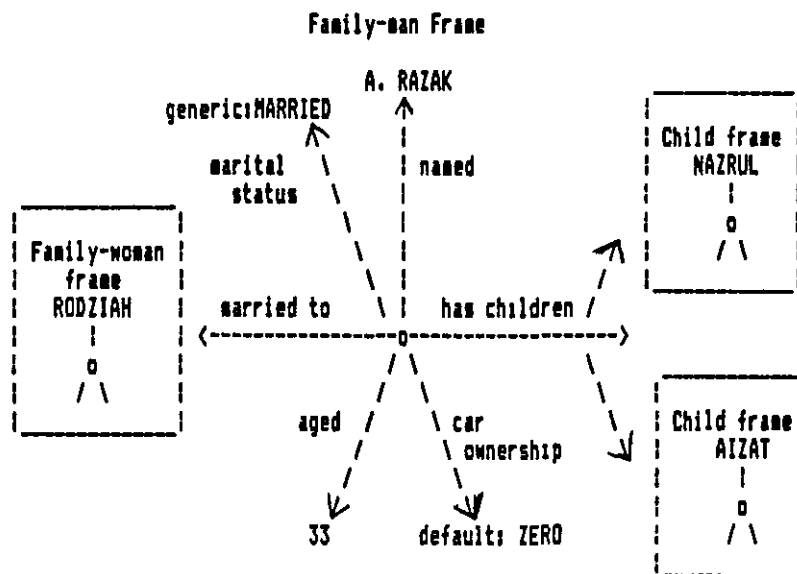 Family-man Frame
A. RAZAK
generic:MARRIED
marital
status
named
Child frame
NAZRUL
Family-woman
frame
RODZIAH
married to
has children
aged
car
ownership
Child frame
AIZAT
33
default: ZERO